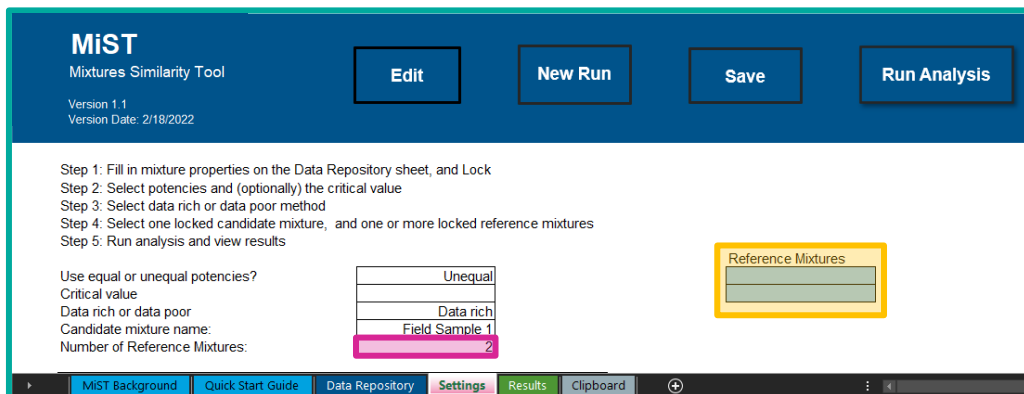 MiST
Mixtures Similarity Tool
Version 1.1
Version Date: 2/18/2022
Edit
New Run
Save
Run Analysis
Step 1: Fill in mixture properties on the Data Repository sheet, and Lock
Step 2: Select potencies and (optionally) the critical value
Step 3: Select data rich or data poor method
Step 4: Select one locked candidate mixture, and one or more locked reference mixtures
Step 5: Run analysis and view results
Reference Mixtures
Use equal or unequal potencies? Unequal
Critical value
Data rich or data poor Data rich
Candidate mixture name: Field Sample 1
Number of Reference Mixtures: 2
MiST Background Quick Start Guide Data Repository Settings Results Clipboard